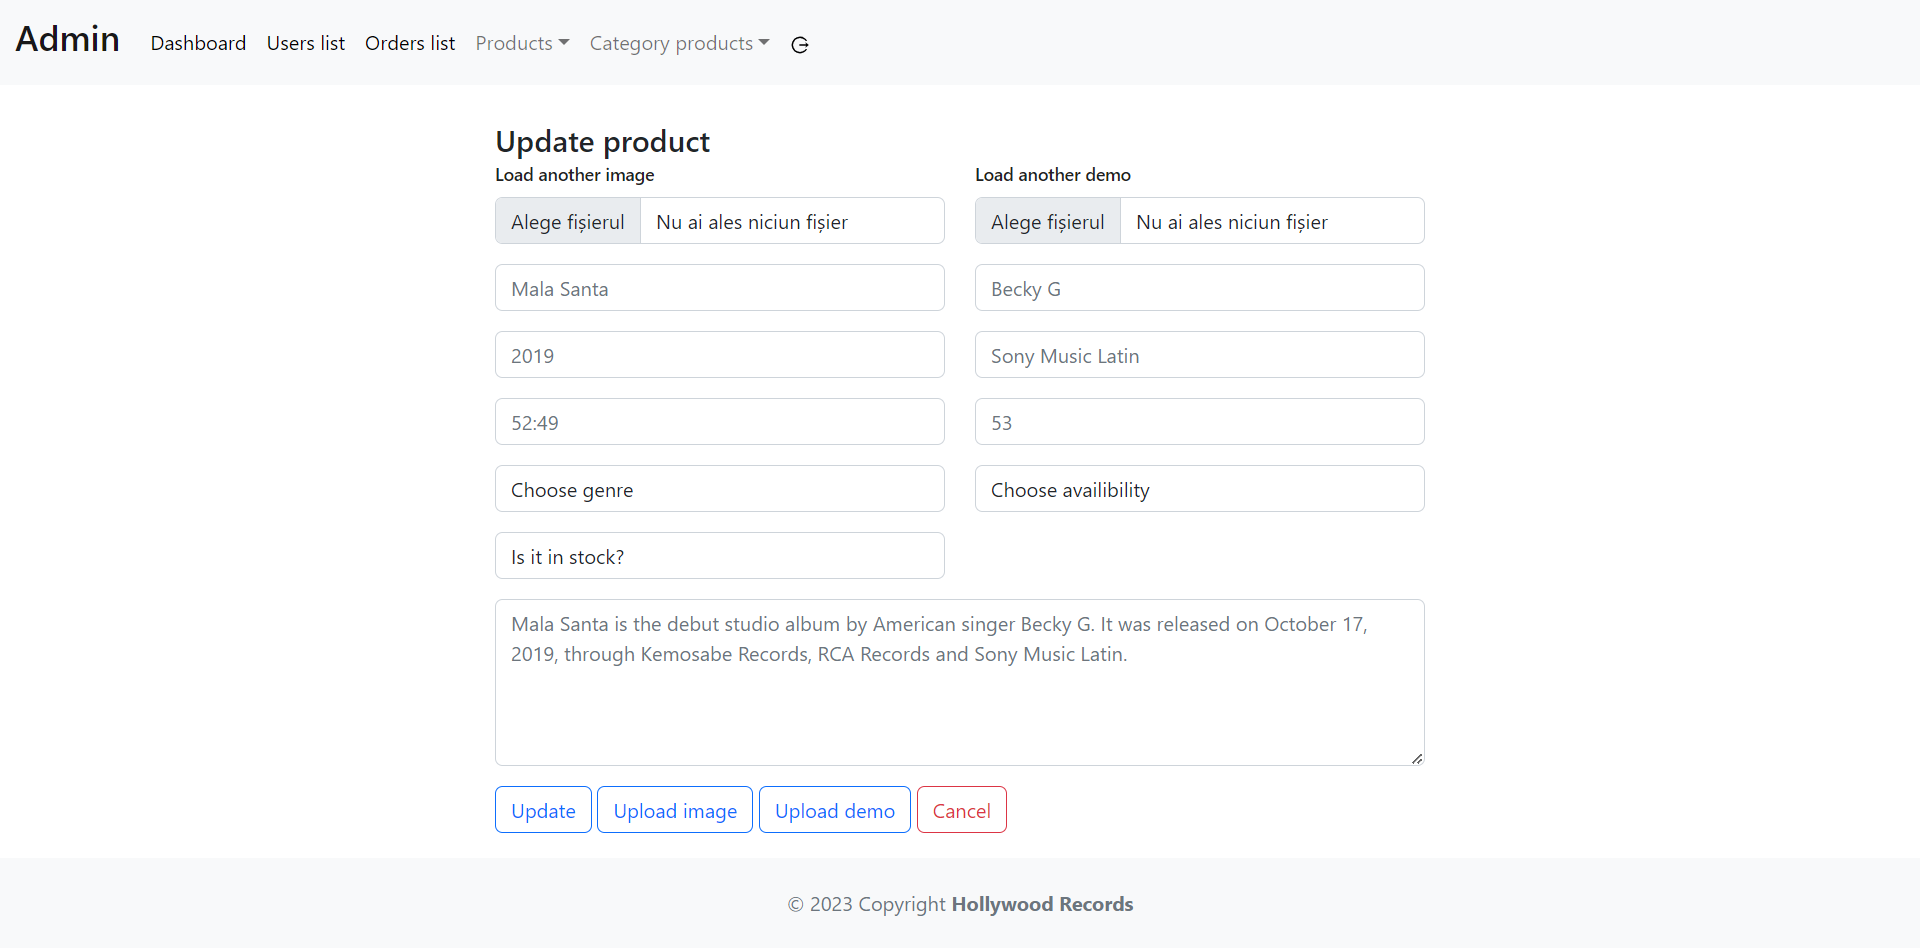 Admin Dashboard Users list Orders list Products Category products
Update product
Load another image
Load another demo
Alege fișierul Nu ai ales niciun fișier
Alege fișierul Nu ai ales niciun fișier
Mala Santa
Becky G
2019
Sony Music Latin
52:49
53
Choose genre
Choose availibility
Is it in stock?
Mala Santa is the debut studio album by American singer Becky G. It was released on October 17,
2019, through Kemosabe Records, RCA Records and Sony Music Latin.
Update Upload image Upload demo Cancel
© 2023 Copyright Hollywood Records